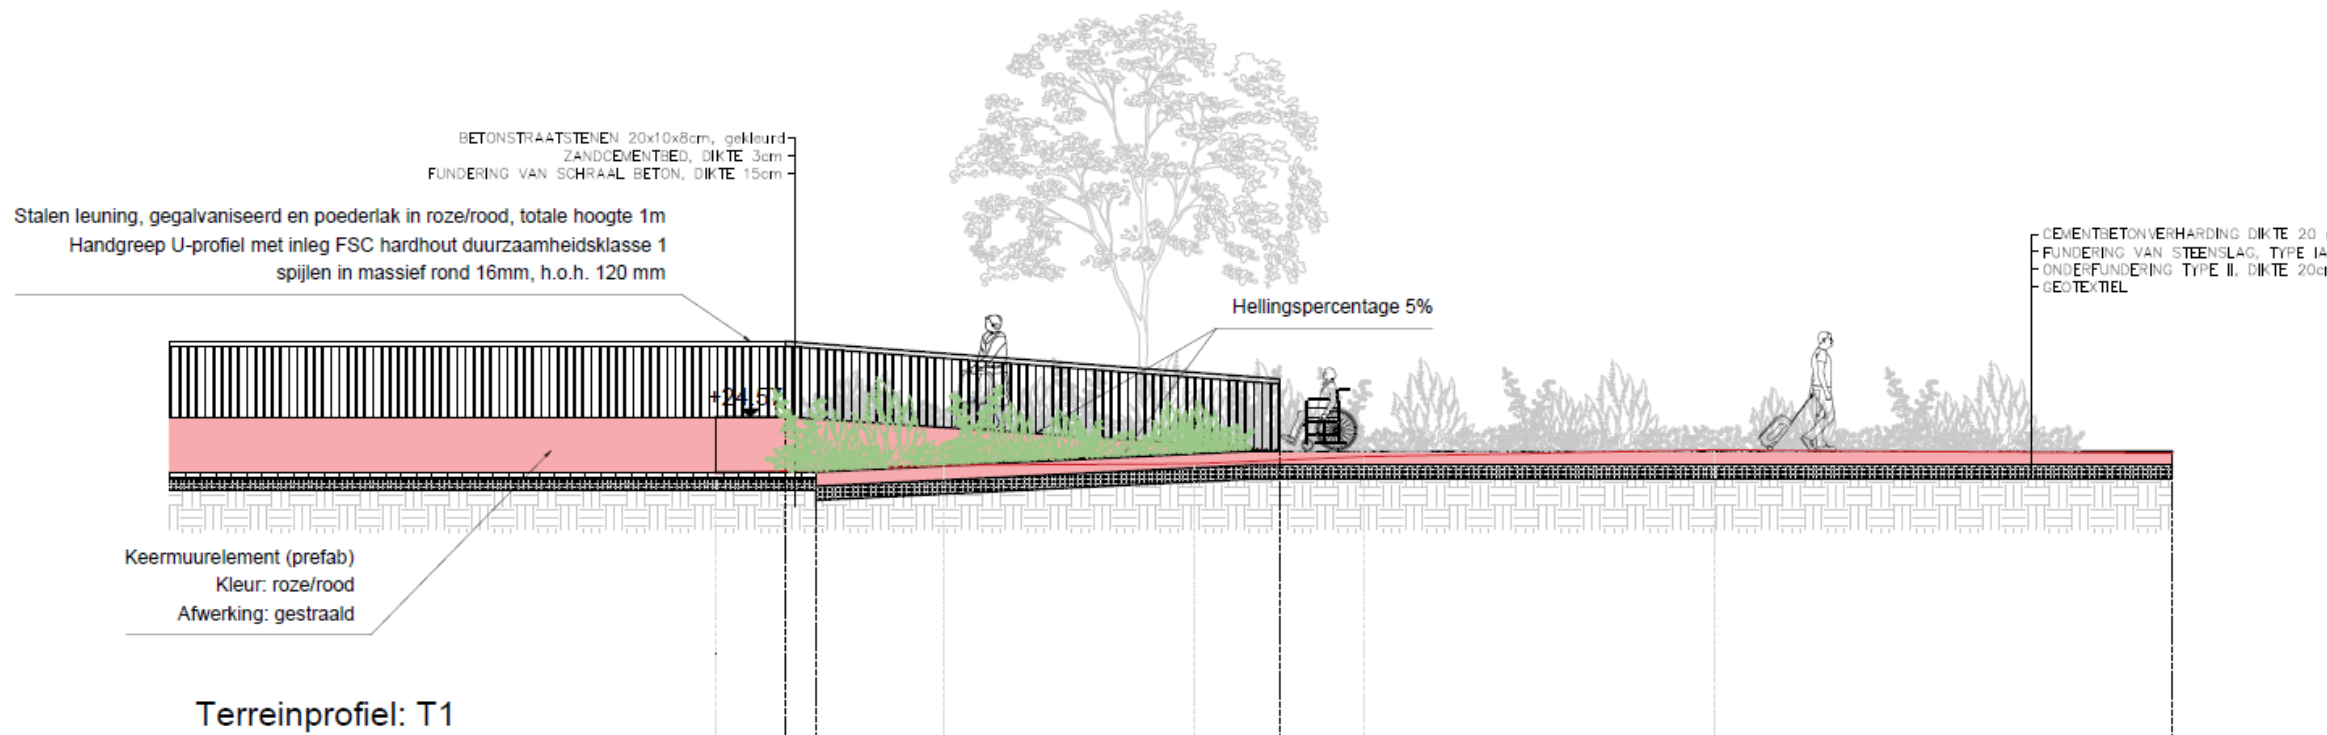 BETONSTRAATSTENEN 20x10x8cm, gekleurd
ZANDCEMENTBED, DIKTE 3cm
FUNDERING VAN SCHRAAL BETON, DIKTE 15cm
Stalen leuning, gegalvaniseerd en poederlak in roze/rood, totale hoogte 1m
Handgreep U-profiel met inleg FSC hardhout duurzaamheidsklasse 1
spijlen in massief rond 16mm, h.o.h. 120 mm
CEMENTBETONVERHARDING DIKTE 20
FUNDERING VAN STEENSLAG, TYPE IA
ONDERFUNDERING TYPE II, DIKTE 20cm
GEOTEXTIEL
Hellingspercentage 5%
Keermuurelement (prefab)
Kleur: roze/rood
Afwerking: gestraald
Terreinprofiel: T1